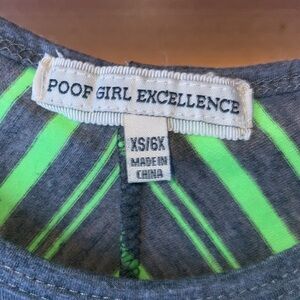 POOF GIRL EXCELLENCE
XS/6X
MADE IN
CHINA